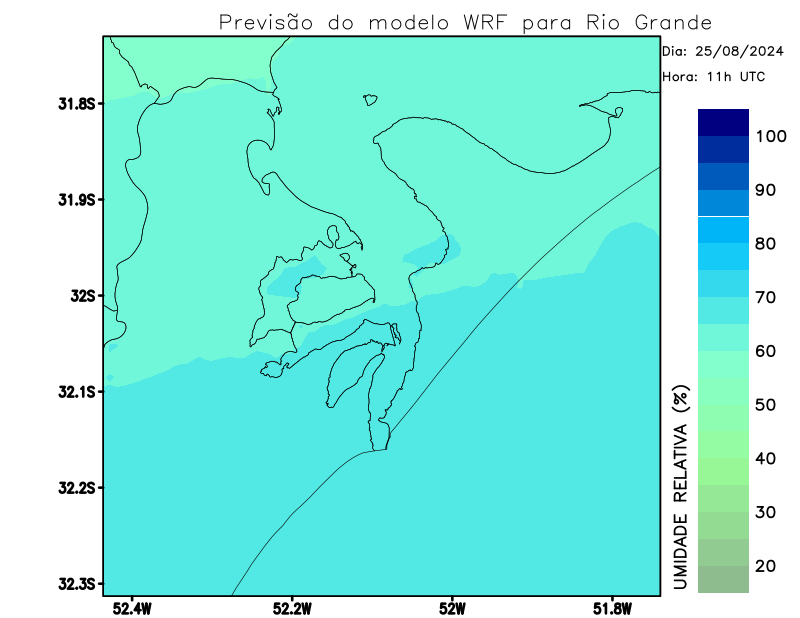 Previsão do modelo WRF para Rio Grande
Dia: 25/08/2024
Hora: 11h UTC
31.8S
31.9S
32S
32.1S
32.2S
32.3S
52.4W
52.2W
52W
51.8W
UMIDADE RELATIVA (%)
100
90
80
70
60
50
40
30
20